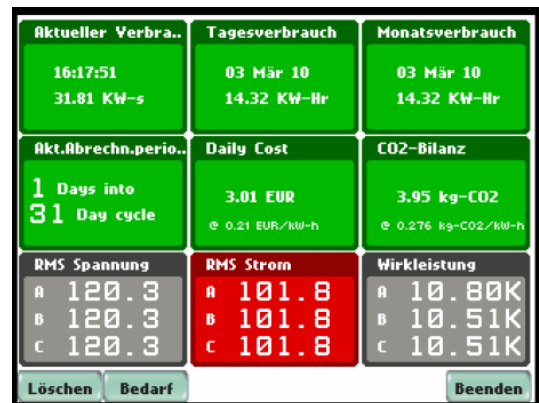 Aktueller Verbra..
16:17:51
31.81 KW-s
Tagesverbrauch
03 Mär 10
14.32 KW-Hr
Monatsverbrauch
03 Mär 10
14.32 KW-Hr
Akt.Abrechn.perio..
1 Days into
31 Day cycle
Daily Cost
3.01 EUR
@ 0.21 EUR/kW-h
CO2-Bilanz
3.95 kg-CO2
@ 0.276 kg-CO2/kW-h
RMS Spannung
A 120.3
B 120.3
C 120.3
RMS Strom
A 101.8
B 101.8
C 101.8
Wirkleistung
A 10.80K
B 10.51K
C 10.51K
Löschen
Bedarf
Beenden